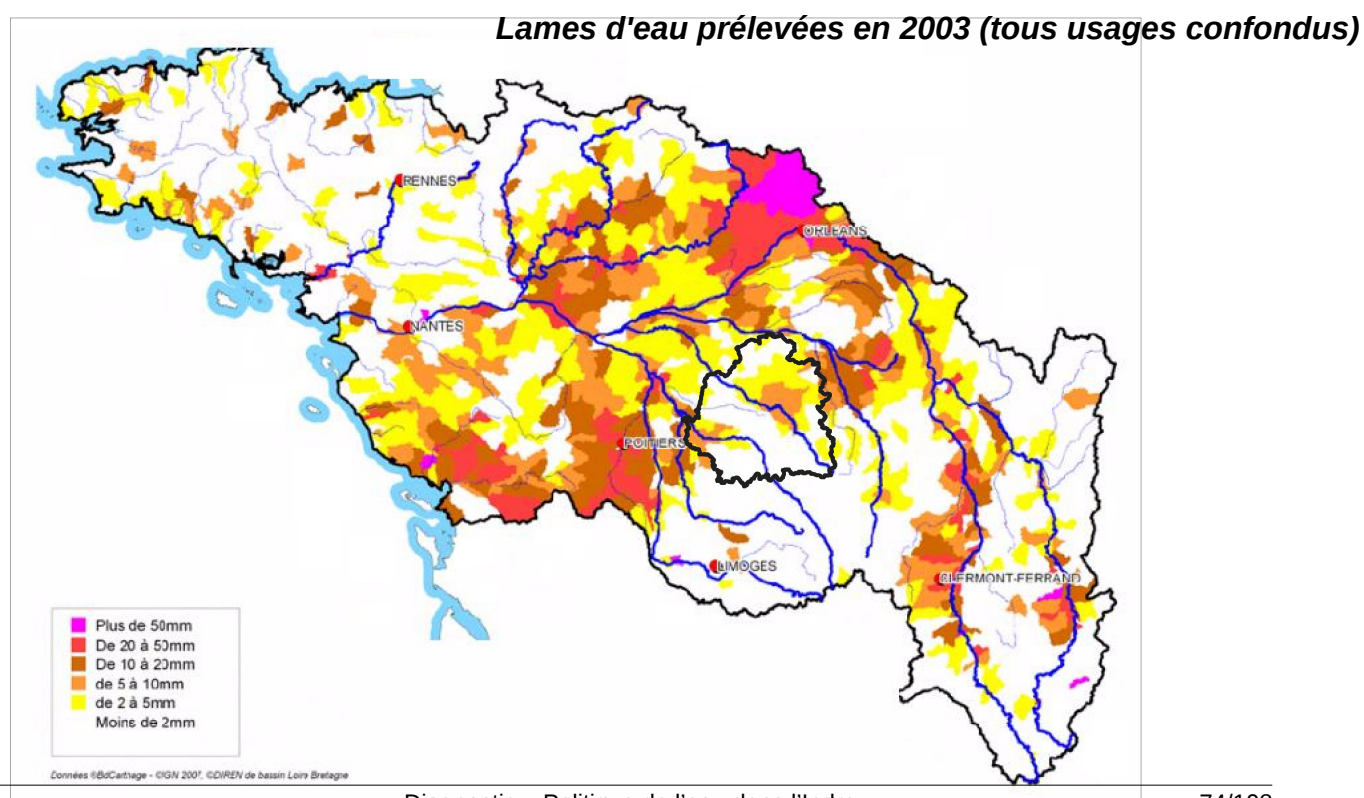 Lames d'eau prélevées en 2003 (tous usages confondus)
RENNES
ORLEANS
NANTES
POITIERS
LIMOGES
CLERMONT-FERRAND
Plus de 50mm
De 20 à 50mm
De 10 à 20mm
de 5 à 10mm
de 2 à 5mm
Moins de 2mm
Données ©BdCarthage - ©IGN 2007, ©DIREN de bassin Loire Bretagne